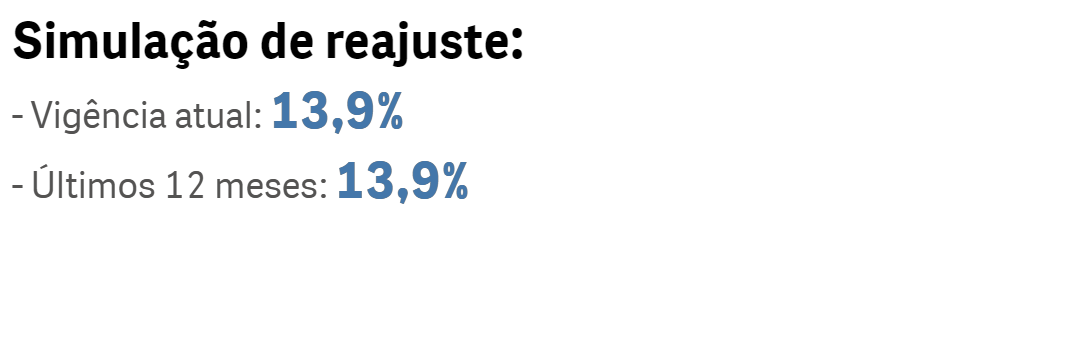 Simulação de reajuste:
- Vigência atual: 13,9%
- Últimos 12 meses: 13,9%